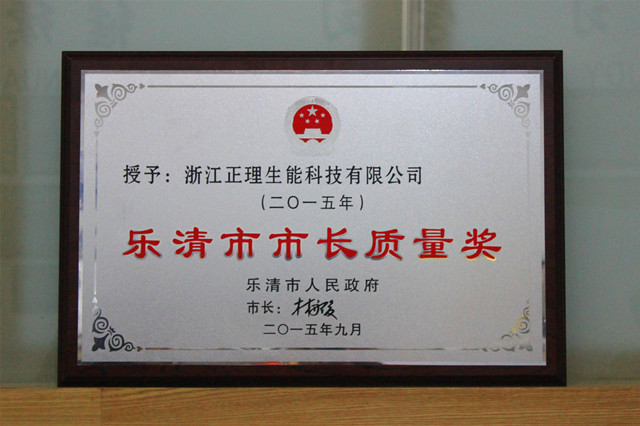 授予：浙江正理生能科技有限公司
（二〇一五年）
乐清市市长质量奖
乐清市人民政府
市长：
二〇一五年九月